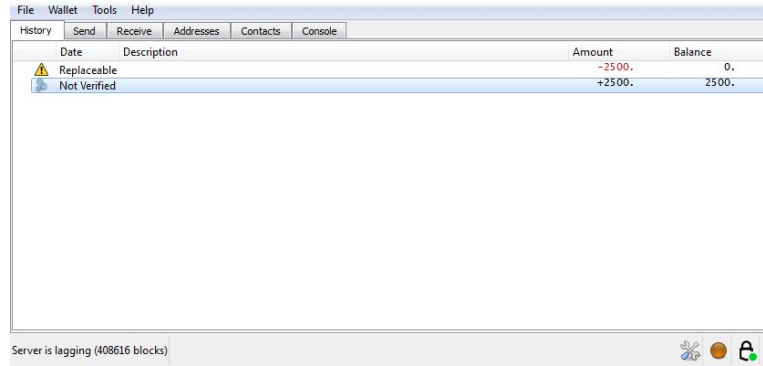 File Wallet Tools Help
History Send Receive Addresses Contacts Console
Date Description Amount Balance
Replaceable -2500. 0.
Not Verified +2500. 2500.
Server is lagging (408616 blocks)